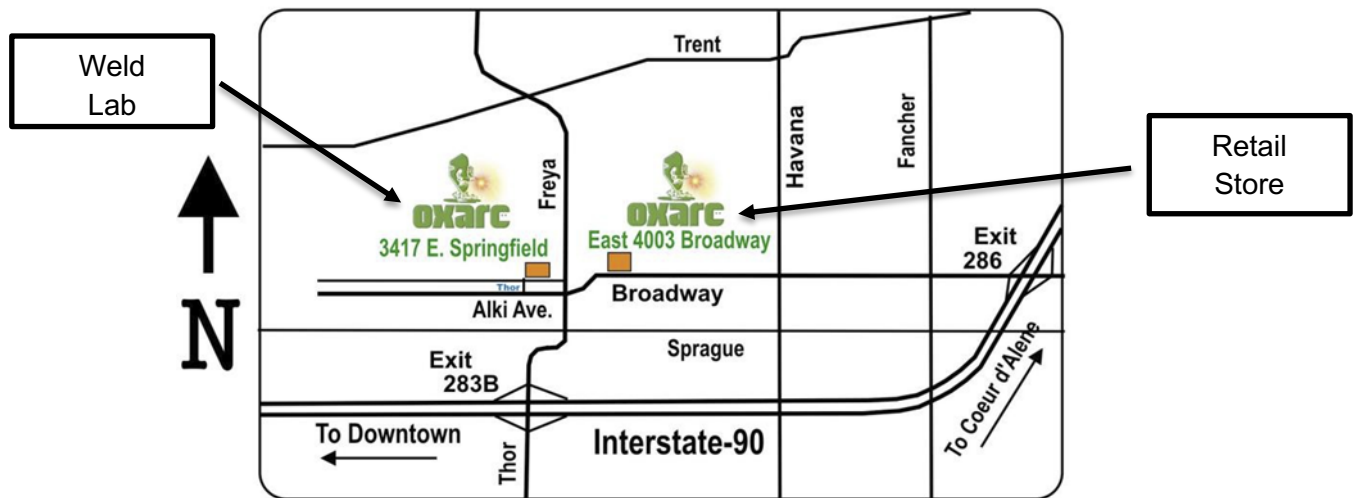 Weld
Lab
Trent
Havana
Fancher
Freya
Retail
Store
oxarc
3417 E. Springfield
oxarc
East 4003 Broadway
Exit
286
Thor
Alki Ave.
Broadway
N
Sprague
Exit
283B
To Coeur d'Alene
To Downtown
Interstate-90
Thor